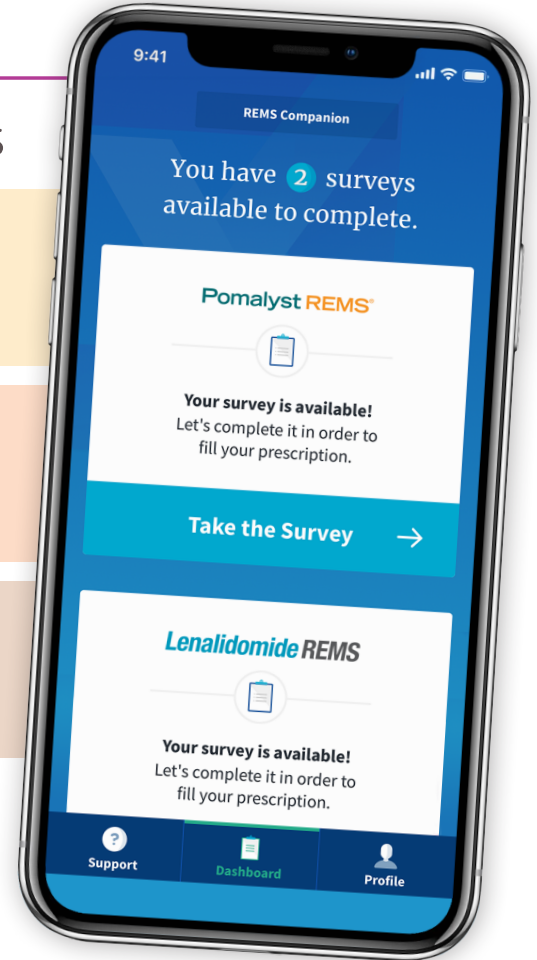 9:41
REMS Companion
You have 2 surveys
available to complete.
Pomalyst REMS®
Your survey is available!
Let's complete it in order to
fill your prescription.
Take the Survey →
Lenalidomide REMS
Your survey is available!
Let's complete it in order to
fill your prescription.
Support
Dashboard
Profile